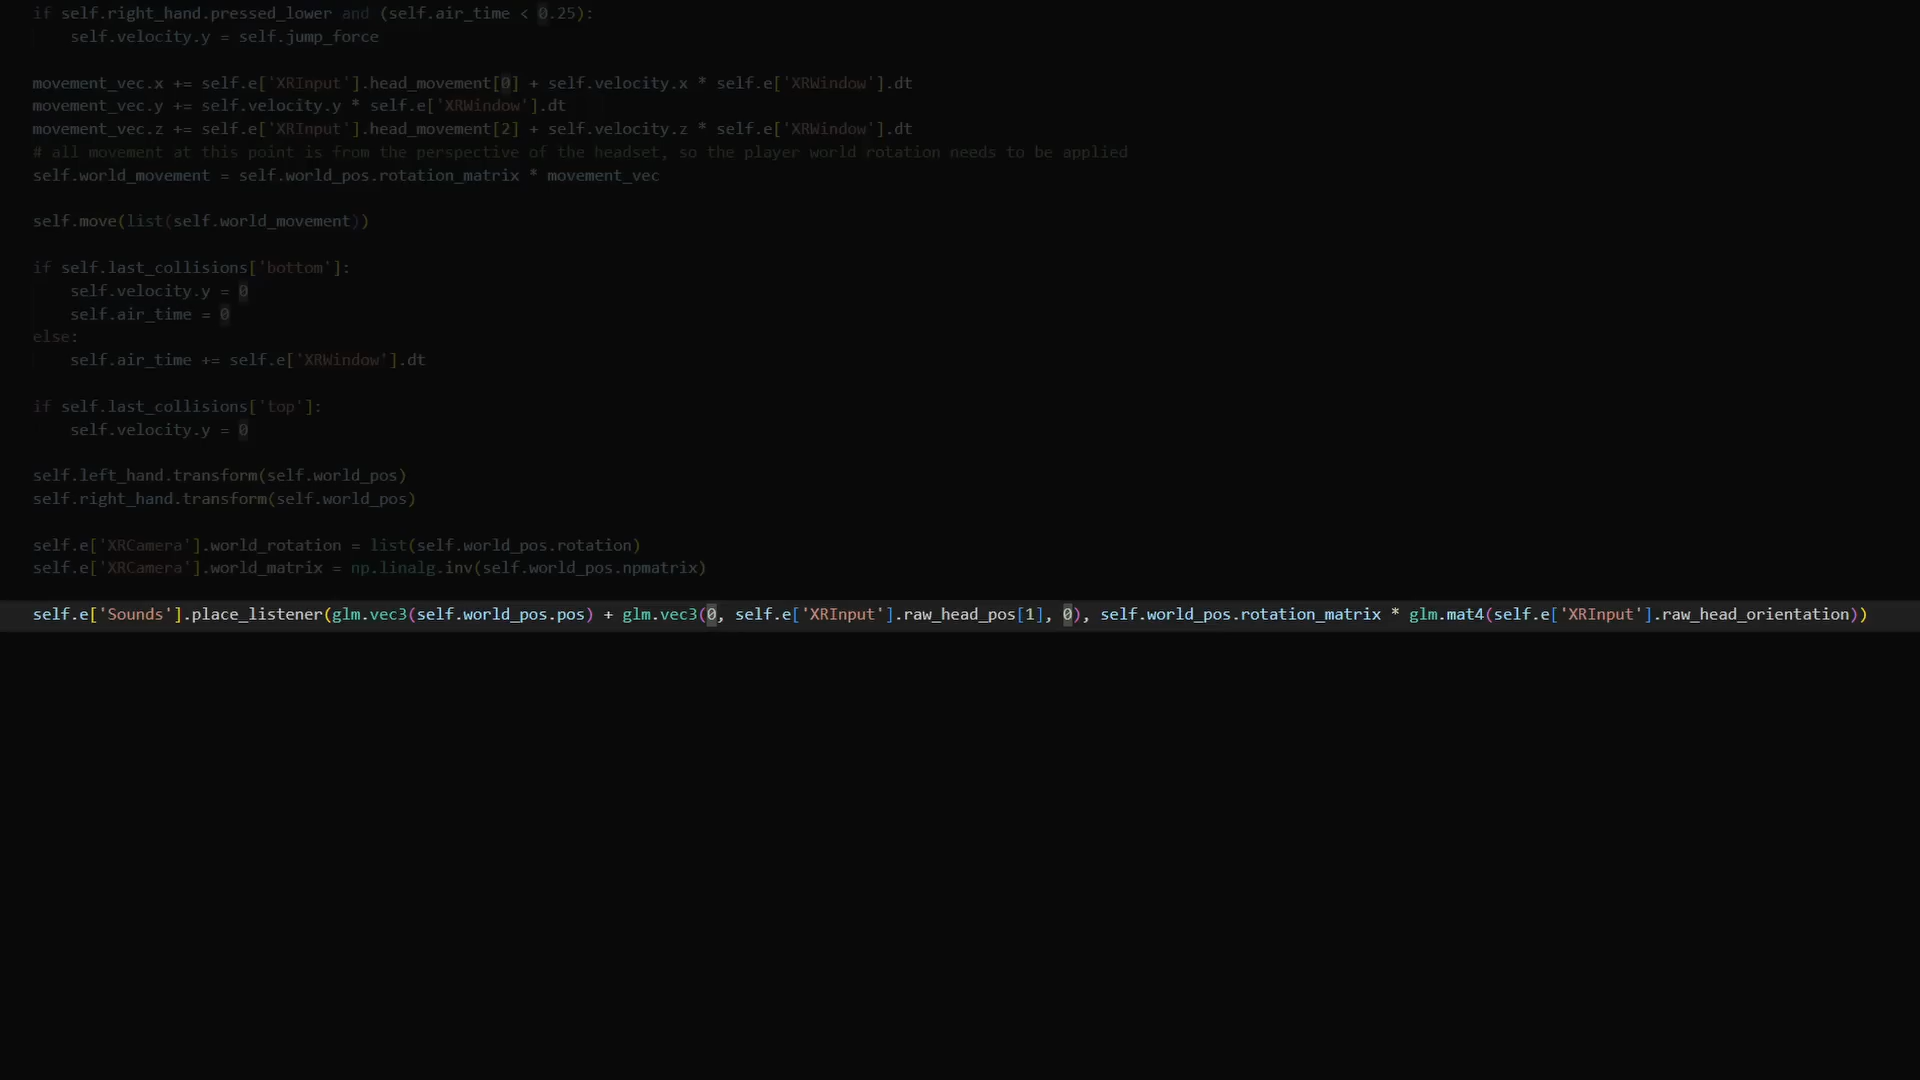 if self.right_hand.pressed_lower and (self.air_time < 0.25):
    self.velocity.y = self.jump_force
movement_vec.x += self.e['XRInput'].head_movement[0] + self.velocity.x * self.e['XRWindow'].dt
movement_vec.y += self.velocity.y * self.e['XRWindow'].dt
movement_vec.z += self.e['XRInput'].head_movement[2] + self.velocity.z * self.e['XRWindow'].dt
# all movement at this point is from the perspective of the headset, so the player world rotation needs to be applied
self.world_movement = self.world_pos.rotation_matrix * movement_vec
self.move(list(self.world_movement))
if self.last_collisions['bottom']:
    self.velocity.y = 0
    self.air_time = 0
else:
    self.air_time += self.e['XRWindow'].dt
if self.last_collisions['top']:
    self.velocity.y = 0
self.left_hand.transform(self.world_pos)
self.right_hand.transform(self.world_pos)
self.e['XRCamera'].world_rotation = list(self.world_pos.rotation)
self.e['XRCamera'].world_matrix = np.linalg.inv(self.world_pos.npmatrix)
self.e['Sounds'].place_listener(glm.vec3(self.world_pos.pos) + glm.vec3(0, self.e['XRInput'].raw_head_pos[1], 0), self.world_pos.rotation_matrix * glm.mat4(self.e['XRInput'].raw_head_orientation))